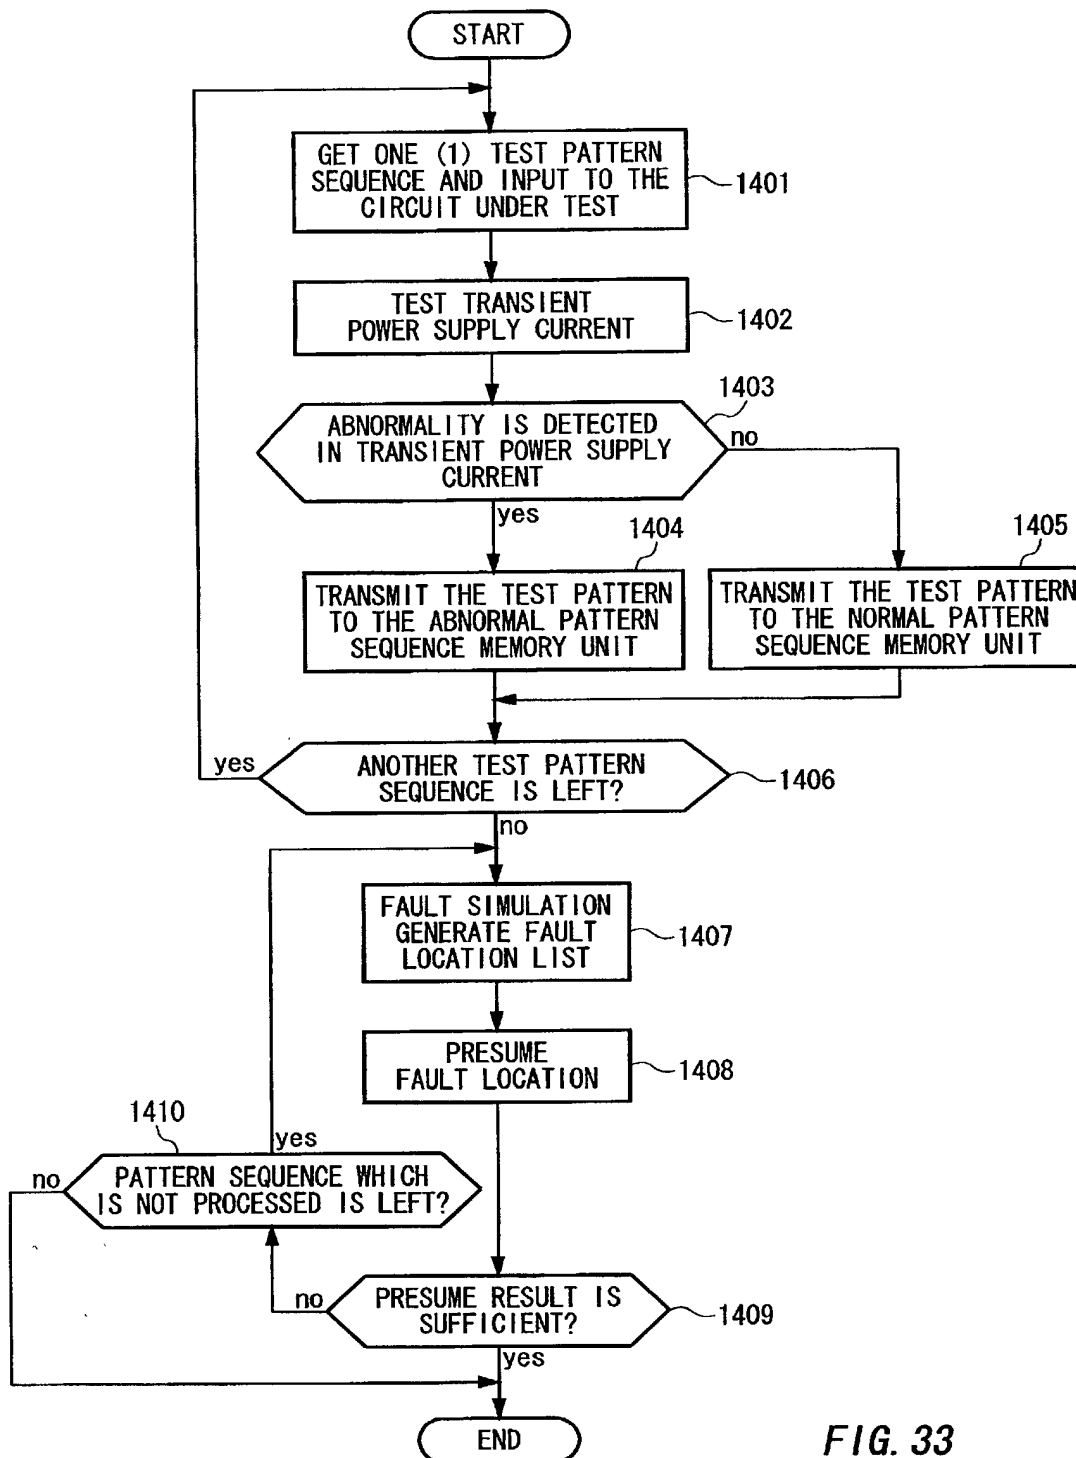 START
GET ONE (1) TEST PATTERN
SEQUENCE AND INPUT TO THE
CIRCUIT UNDER TEST
1401
TEST TRANSIENT
POWER SUPPLY CURRENT
1402
1403
ABNORMALITY IS DETECTED
IN TRANSIENT POWER SUPPLY
CURRENT
no
yes
1404
1405
TRANSMIT THE TEST PATTERN
TO THE ABNORMAL PATTERN
SEQUENCE MEMORY UNIT
TRANSMIT THE TEST PATTERN
TO THE NORMAL PATTERN
SEQUENCE MEMORY UNIT
yes
ANOTHER TEST PATTERN
SEQUENCE IS LEFT?
1406
no
FAULT SIMULATION
GENERATE FAULT
LOCATION LIST
1407
PRESUME
FAULT LOCATION
1408
1410
yes
no
PATTERN SEQUENCE WHICH
IS NOT PROCESSED IS LEFT?
no
PRESUME RESULT IS
SUFFICIENT?
1409
yes
END
FIG. 33